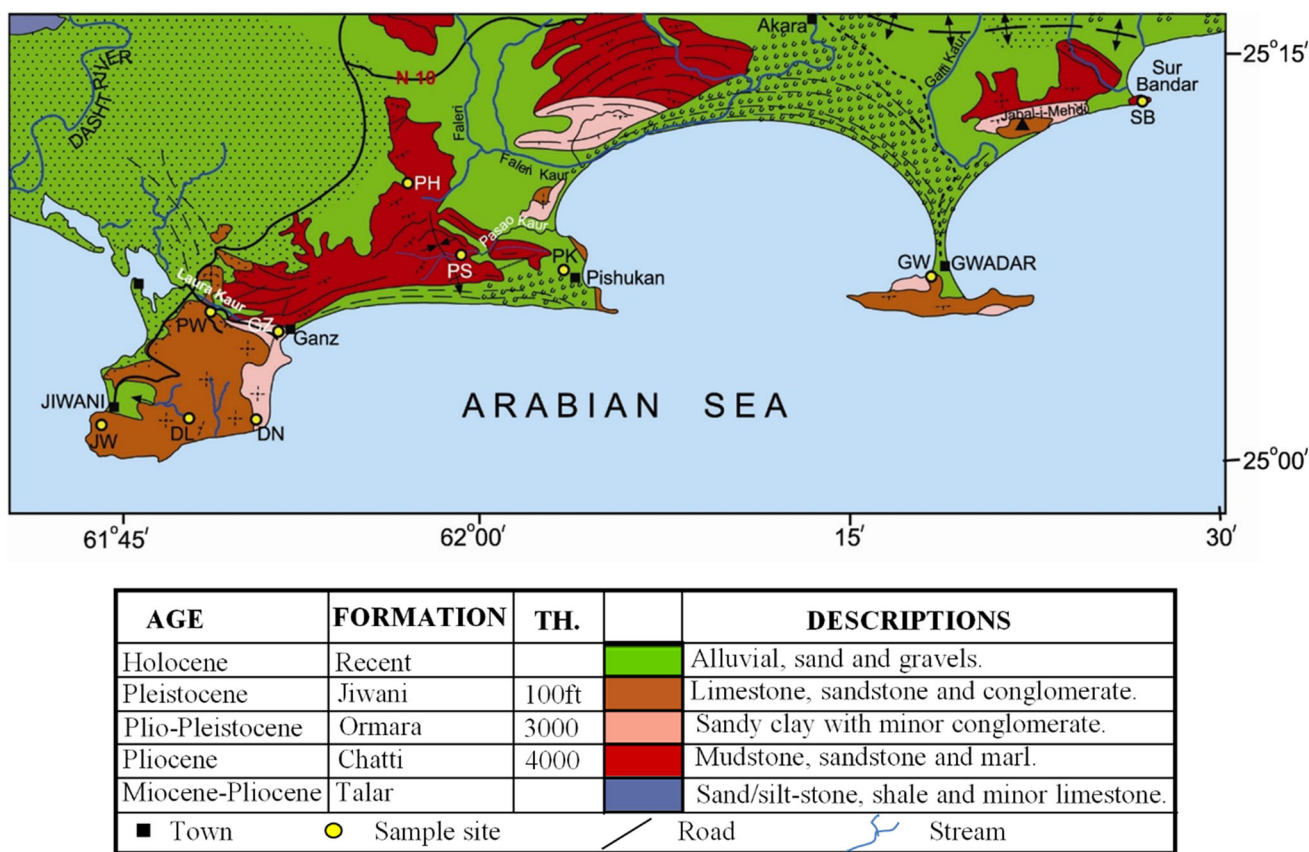 Akara
25°15'
DASHT RIVER
N 10
Faleri
Gatti Kaur
Sur
Bandar
SB
Jabal-i-Mehdi
Faleri Kaur
PH
Pasao Kaur
PS
PK
Pishukan
GW
GWADAR
Laura Kaur
PW
GZ
Ganz
JIWANI
JW
DL
DN
ARABIAN SEA
25°00'
61°45'
62°00'
15'
30'
AGE FORMATION TH. DESCRIPTIONS
Holocene Recent Alluvial, sand and gravels.
Pleistocene Jiwani 100ft Limestone, sandstone and conglomerate.
Plio-Pleistocene Ormara 3000 Sandy clay with minor conglomerate.
Pliocene Chatti 4000 Mudstone, sandstone and marl.
Miocene-Pliocene Talar Sand/silt-stone, shale and minor limestone.
Town Sample site Road Stream